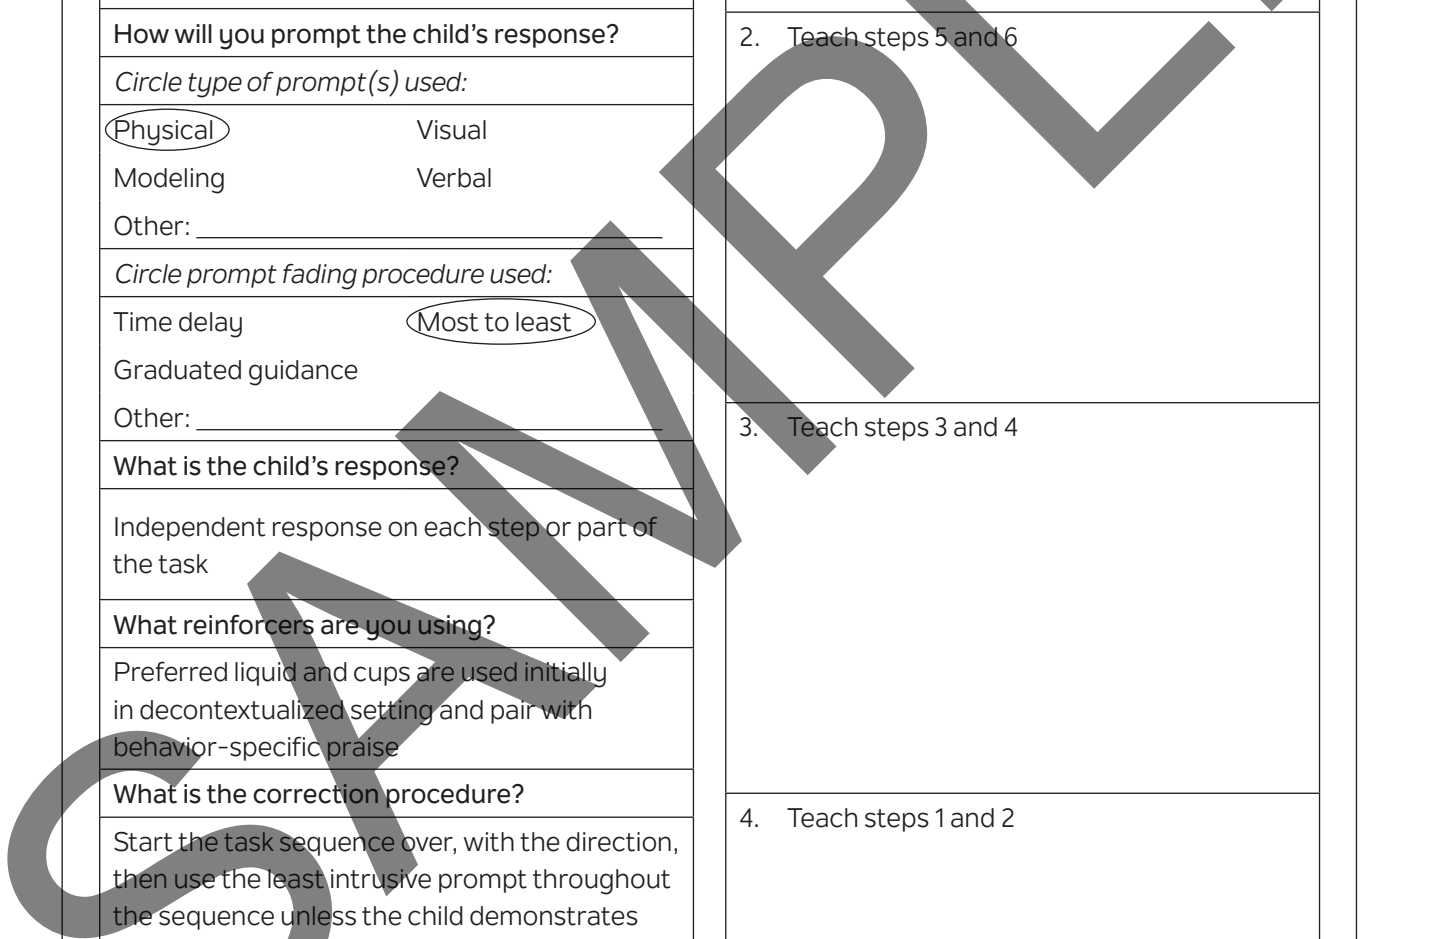 How will you prompt the child’s response?
Circle type of prompt(s) used:
Physical Visual
Modeling Verbal
Other:
Circle prompt fading procedure used:
Time delay Most to least
Graduated guidance
Other:
What is the child’s response?
Independent response on each step or part of
the task
What reinforcers are you using?
Preferred liquid and cups are used initially
in decontextualized setting and pair with
behavior-specific praise
What is the correction procedure?
Start the task sequence over, with the direction,
then use the least intrusive prompt throughout
the sequence unless the child demonstrates
2. Teach steps 5 and 6
3. Teach steps 3 and 4
4. Teach steps 1 and 2
SAMPL